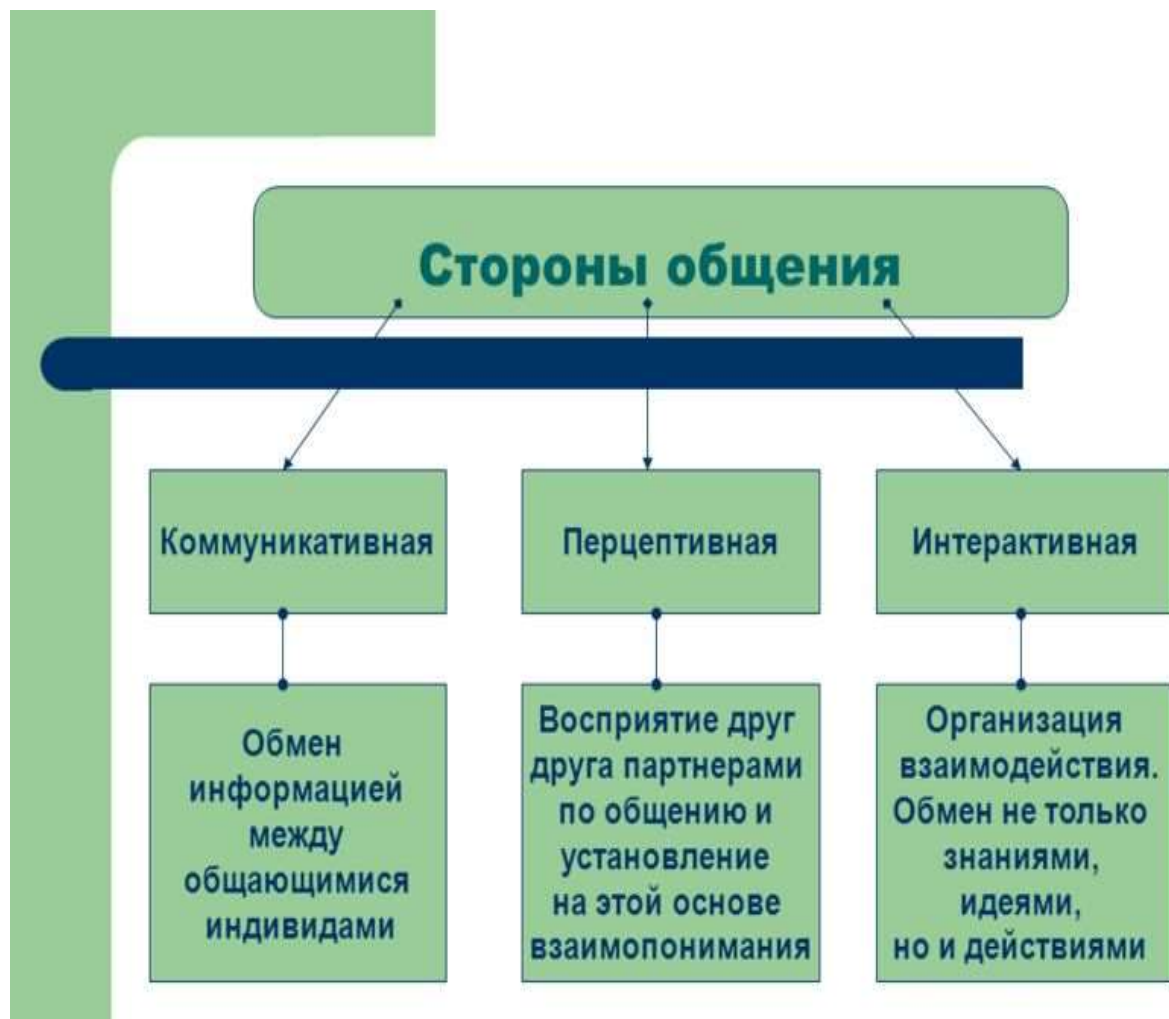 Стороны общения
Коммуникативная
Перцептивная
Интерактивная
Обмен
информацией
между
общающимися
индивидами
Восприятие друг
друга партнерами
по общению и
установление
на этой основе
взаимопонимания
Организация
взаимодействия.
Обмен не только
знаниями,
идеями,
но и действиями